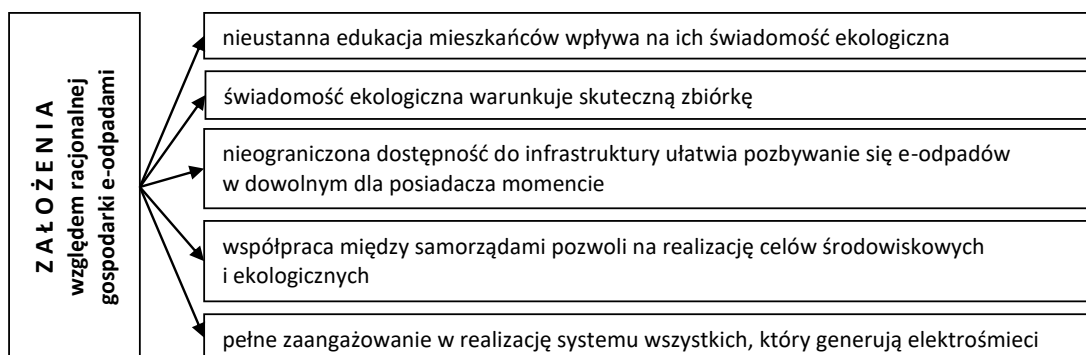 Z A Ł O Ż E N I A
względem racjonalnej
gospodarki e-odpadami
nieustanna edukacja mieszkańców wpływa na ich świadomość ekologiczna
świadomość ekologiczna warunkuje skuteczną zbiórkę
nieograniczona dostępność do infrastruktury ułatwia pozbywanie się e-odpadów
w dowolnym dla posiadacza momencie
współpraca między samorządami pozwoli na realizację celów środowiskowych
i ekologicznych
pełne zaangażowanie w realizację systemu wszystkich, który generują elektrośmieci